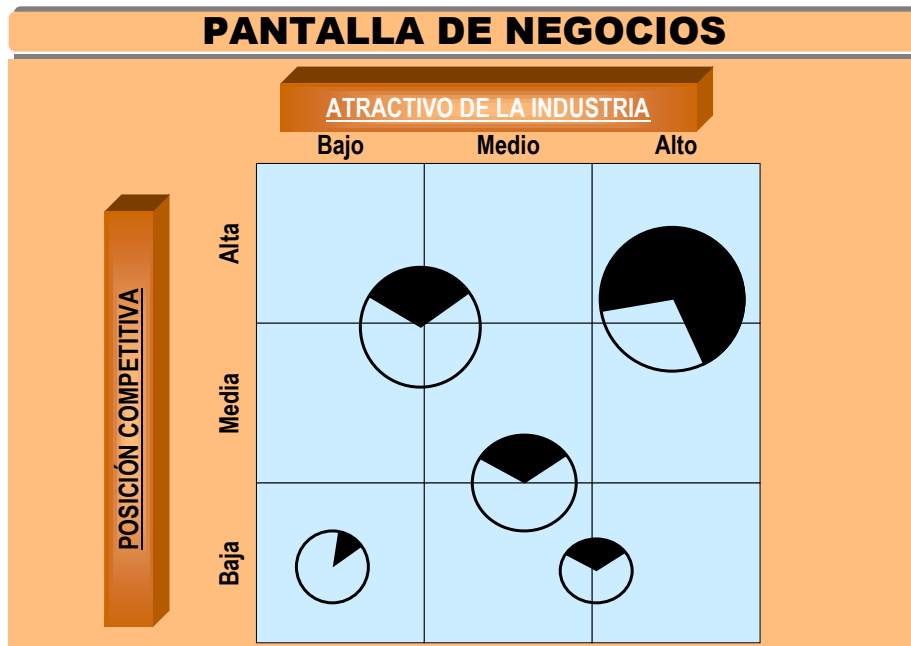 PANTALLA DE NEGOCIOS
ATRACTIVO DE LA INDUSTRIA
Bajo Medio Alto
POSICIÓN COMPETITIVA
Alta
Media
Baja